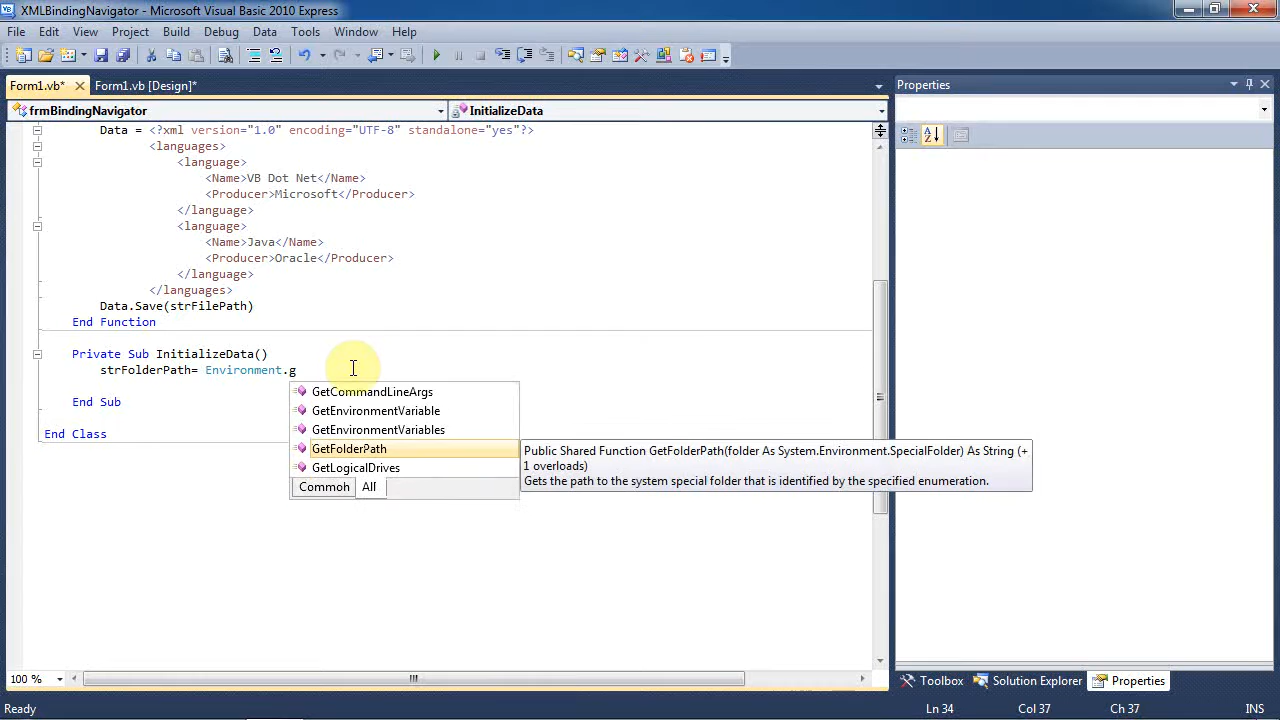 XMLBindingNavigator - Microsoft Visual Basic 2010 Express
File Edit View Project Build Debug Data Tools Window Help
Form1.vb* Form1.vb [Design]* Properties
frmBindingNavigator InitializeData
Data = <?xml version="1.0" encoding="UTF-8" standalone="yes"?>
<languages>
<language>
<Name>VB Dot Net</Name>
<Producer>Microsoft</Producer>
</language>
<language>
<Name>Java</Name>
<Producer>Oracle</Producer>
</language>
</languages>
Data.Save(strFilePath)
End Function
Private Sub InitializeData()
strFolderPath= Environment.g
GetCommandLineArgs
End Sub
GetEnvironmentVariable
GetEnvironmentVariables
End Class
GetFolderPath
Public Shared Function GetFolderPath(folder As System.Environment.SpecialFolder) As String (+
1 overloads)
GetLogicalDrives
Gets the path to the system special folder that is identified by the specified enumeration.
Common All
100 %
Toolbox Solution Explorer Properties
Ready Ln 34 Col 37 Ch 37 INS